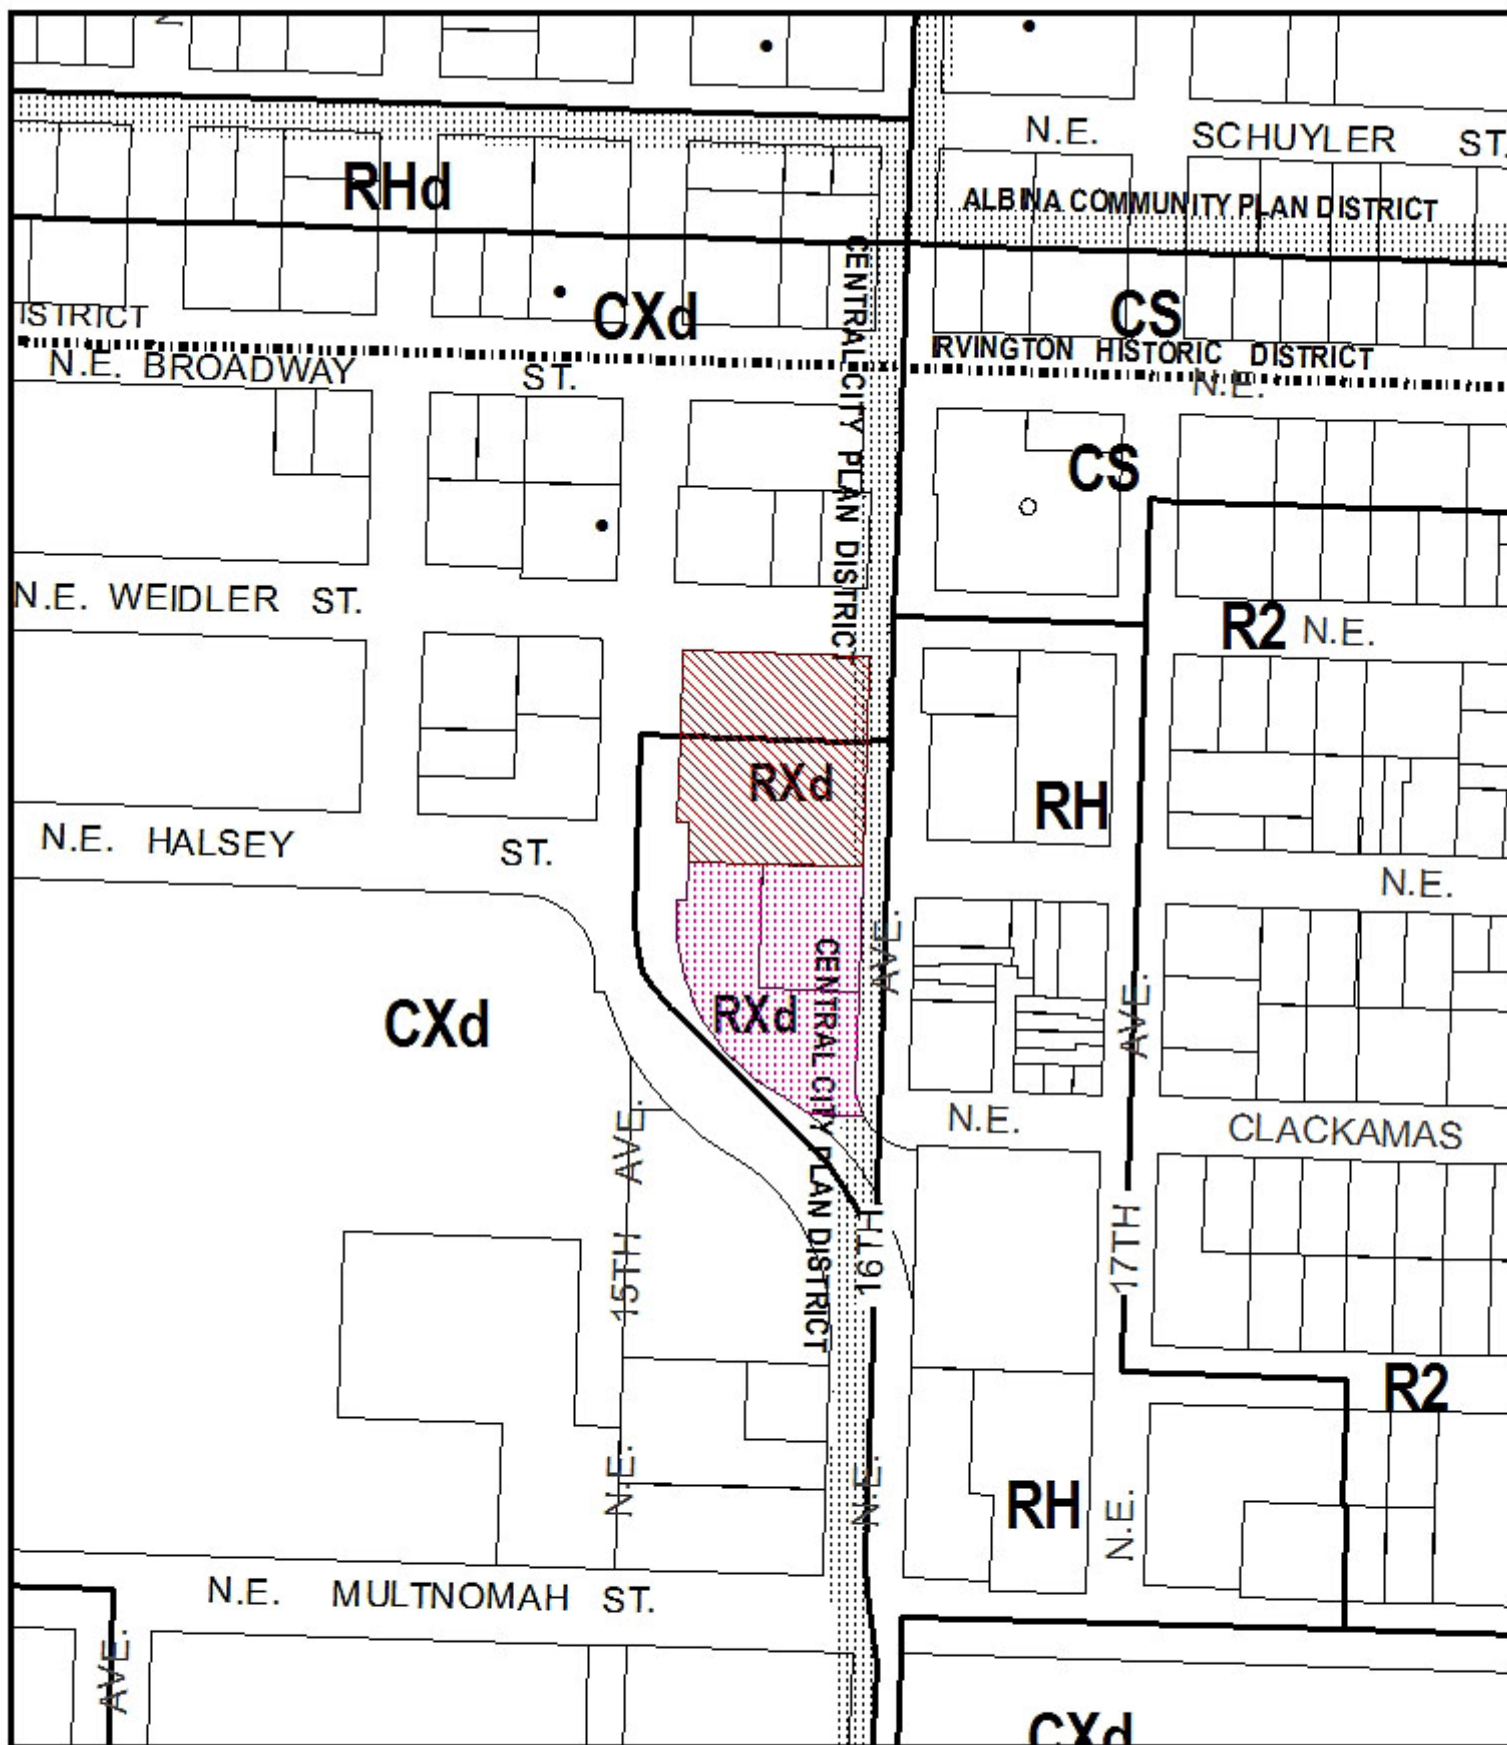 N.E. SCHUYLER ST.
RHd
ALBINA COMMUNITY PLAN DISTRICT
CENTRAL CITY PLAN DISTRICT
CXd
CS
ISTRICT
IRVINGTON HISTORIC DISTRICT
N.E. BROADWAY ST.
N.E.
CS
N.E. WEIDLER ST.
R2
N.E.
RXd
RH
N.E. HALSEY ST.
N.E.
AVE.
CENTRAL CITY PLAN DISTRICT
RXd
CXd
AVE.
N.E. CLACKAMAS
N.E. 15TH AVE.
N.E. 16TH
N.E. 17TH
R2
RH
N.E. MULTNOMAH ST.
AVE.
CXd